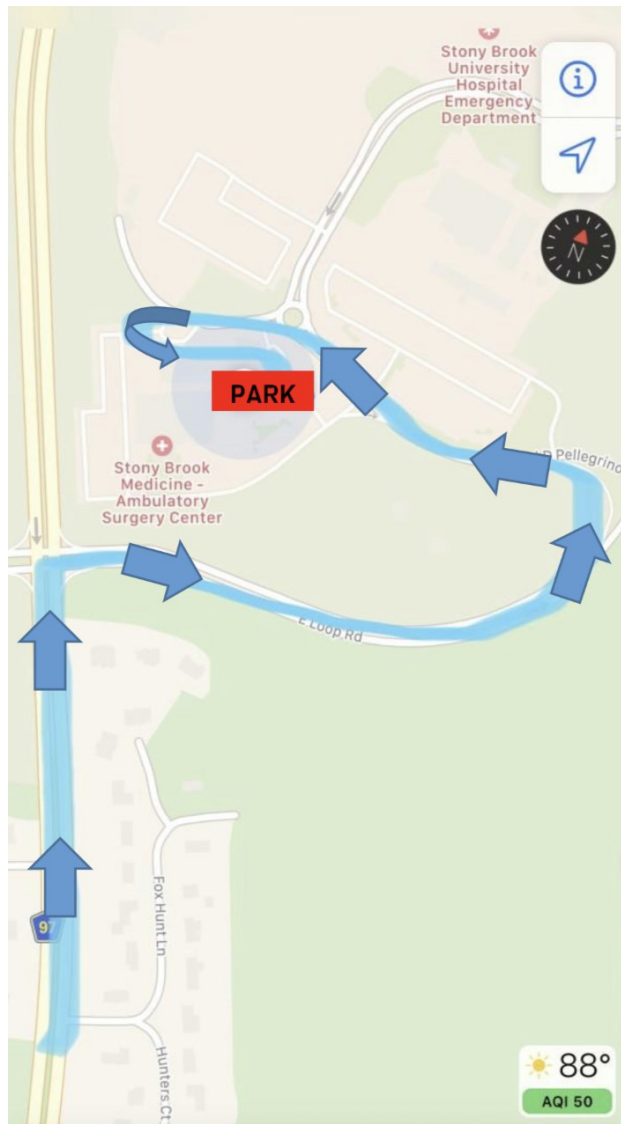 Stony Brook
University
Hospital
Emergency
Department
N
PARK
Stony Brook
Medicine -
Ambulatory
Surgery Center
Pellegrino
E Loop Rd
97
Fox Hunt Ln
Hunters Ct
88°
AQI 50